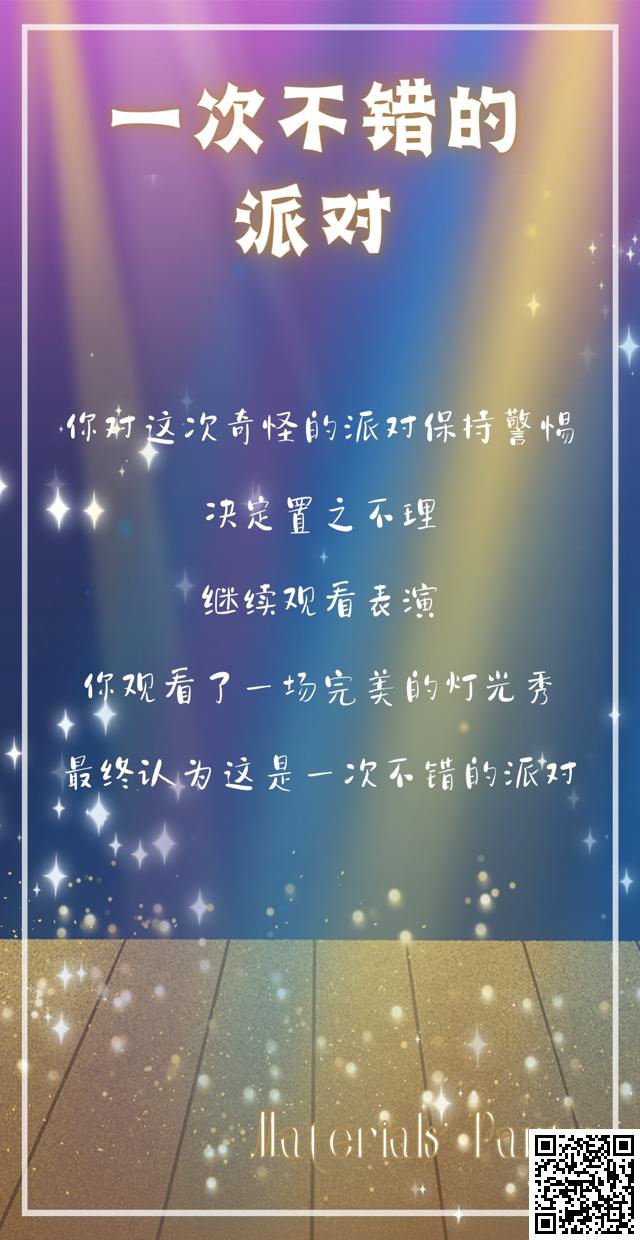 一次不错的
派对
你对这次奇怪的派对保持警惕
决定置之不理
继续观看表演
你观看了一场完美的灯光秀
最终认为这是一次不错的派对
Materials